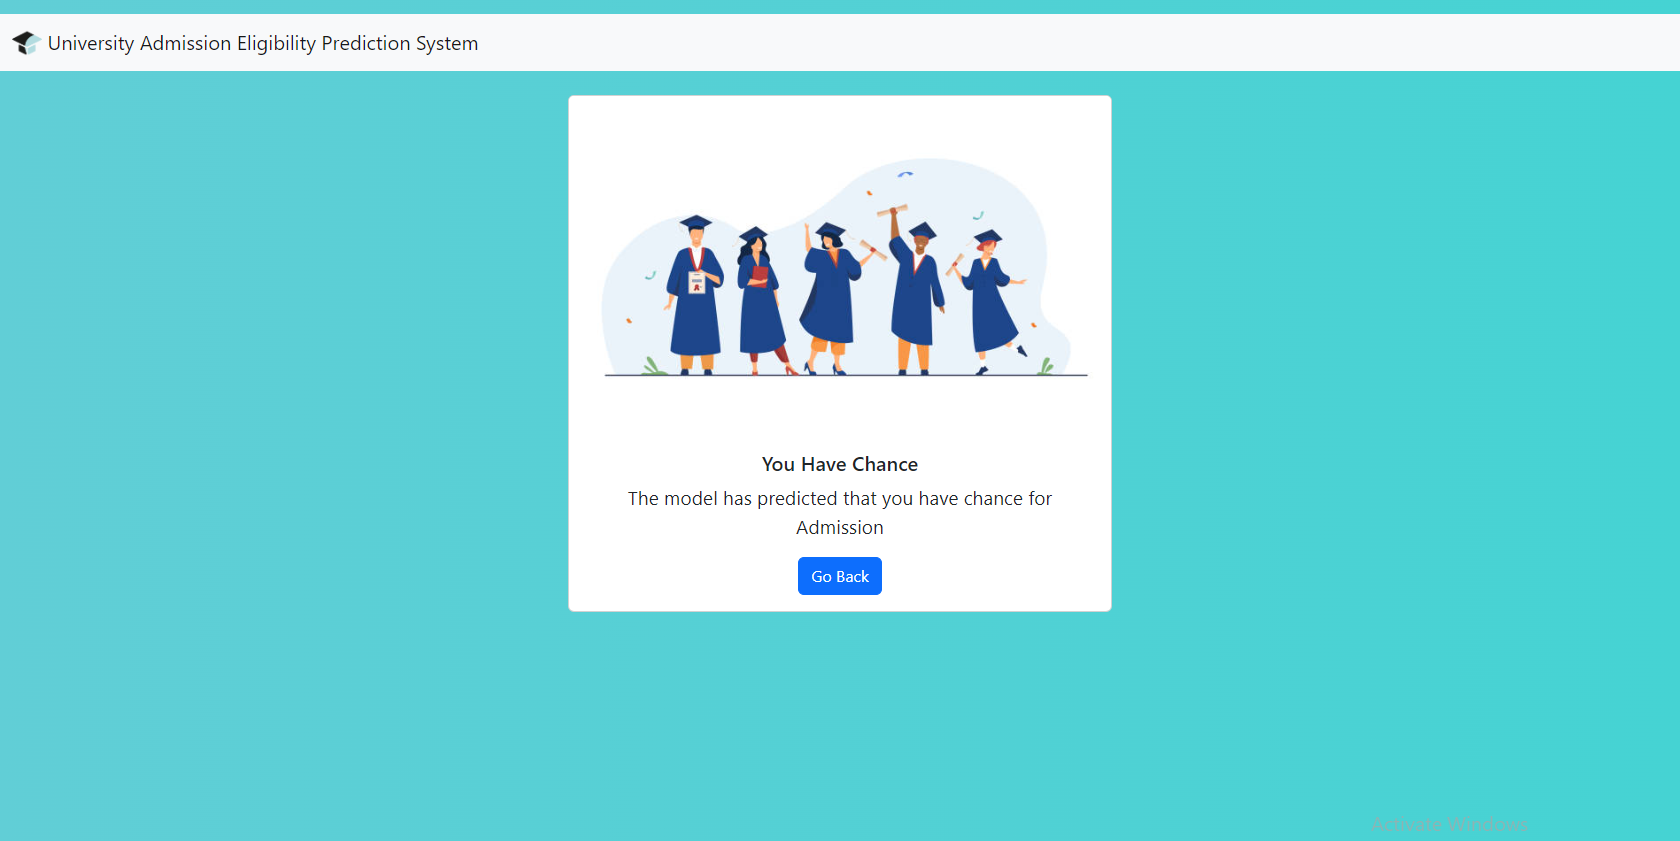 University Admission Eligibility Prediction System
You Have Chance
The model has predicted that you have chance for
Admission
Go Back
Activate Windows